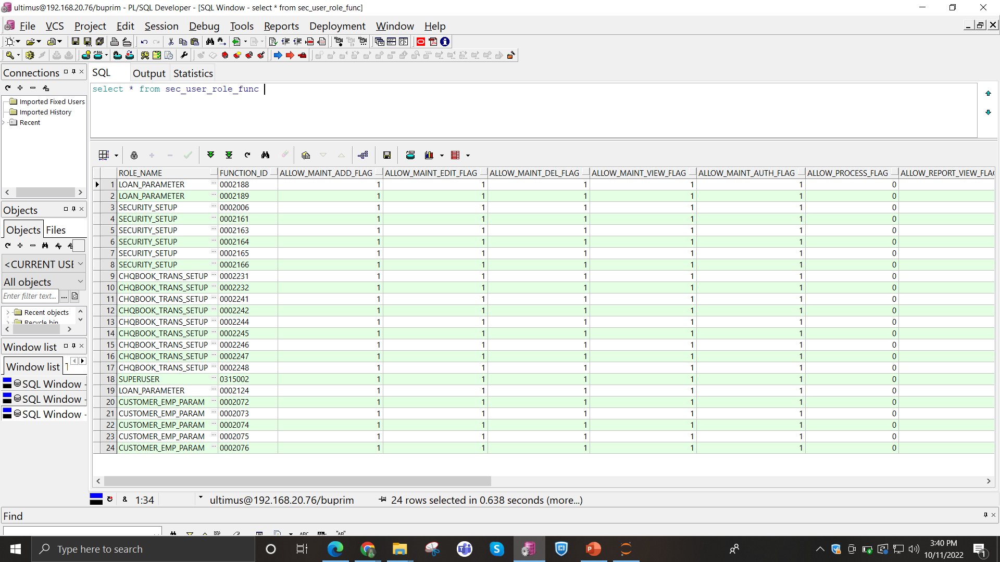 ultimus@192.168.20.76/buprim - PL/SQL Developer - [SQL Window - select * from sec_user_role_func]
File VCS Project Edit Session Debug Tools Reports Deployment Window Help
Connections
Imported Fixed Users
Imported History
Recent
Objects
Objects Files
<CURRENT USE
All objects
Enter filter text... ...
Recent objects
Recycle bin
Window list
Window list
SQL Window -
SQL Window -
SQL Window -
SQL Output Statistics
select * from sec_user_role_func
ROLE_NAME FUNCTION_ID ALLOW_MAINT_ADD_FLAG ALLOW_MAINT_EDIT_FLAG ALLOW_MAINT_DEL_FLAG ALLOW_MAINT_VIEW_FLAG ALLOW_MAINT_AUTH_FLAG ALLOW_PROCESS_FLAG ALLOW_REPORT_VIEW_FLAG
1 LOAN_PARAMETER ... 0002188 1 1 1 1 1 0
2 LOAN_PARAMETER ... 0002189 1 1 1 1 1 0
3 SECURITY_SETUP ... 0002006 1 1 1 1 1 0
4 SECURITY_SETUP ... 0002161 1 1 1 1 1 0
5 SECURITY_SETUP ... 0002163 1 1 1 1 1 0
6 SECURITY_SETUP ... 0002164 1 1 1 1 1 0
7 SECURITY_SETUP ... 0002165 1 1 1 1 1 0
8 SECURITY_SETUP ... 0002166 1 1 1 1 1 0
9 CHQBOOK_TRANS_SETUP ... 0002231 1 1 1 1 1 0
10 CHQBOOK_TRANS_SETUP ... 0002232 1 1 1 1 1 0
11 CHQBOOK_TRANS_SETUP ... 0002241 1 1 1 1 1 0
12 CHQBOOK_TRANS_SETUP ... 0002242 1 1 1 1 1 0
13 CHQBOOK_TRANS_SETUP ... 0002244 1 1 1 1 1 0
14 CHQBOOK_TRANS_SETUP ... 0002245 1 1 1 1 1 0
15 CHQBOOK_TRANS_SETUP ... 0002246 1 1 1 1 1 0
16 CHQBOOK_TRANS_SETUP ... 0002247 1 1 1 1 1 0
17 CHQBOOK_TRANS_SETUP ... 0002248 1 1 1 1 1 0
18 SUPERUSER ... 0315002 1 1 1 1 1 0
19 LOAN_PARAMETER ... 0002124 1 1 1 1 1 0
20 CUSTOMER_EMP_PARAM ... 0002072 1 1 1 1 1 0
21 CUSTOMER_EMP_PARAM ... 0002073 1 1 1 1 1 0
22 CUSTOMER_EMP_PARAM ... 0002074 1 1 1 1 1 0
23 CUSTOMER_EMP_PARAM ... 0002075 1 1 1 1 1 0
24 CUSTOMER_EMP_PARAM ... 0002076 1 1 1 1 1 0
& 1:34 ultimus@192.168.20.76/buprim 24 rows selected in 0.638 seconds (more...)
Find
Type here to search
3:40 PM
10/11/2022
1